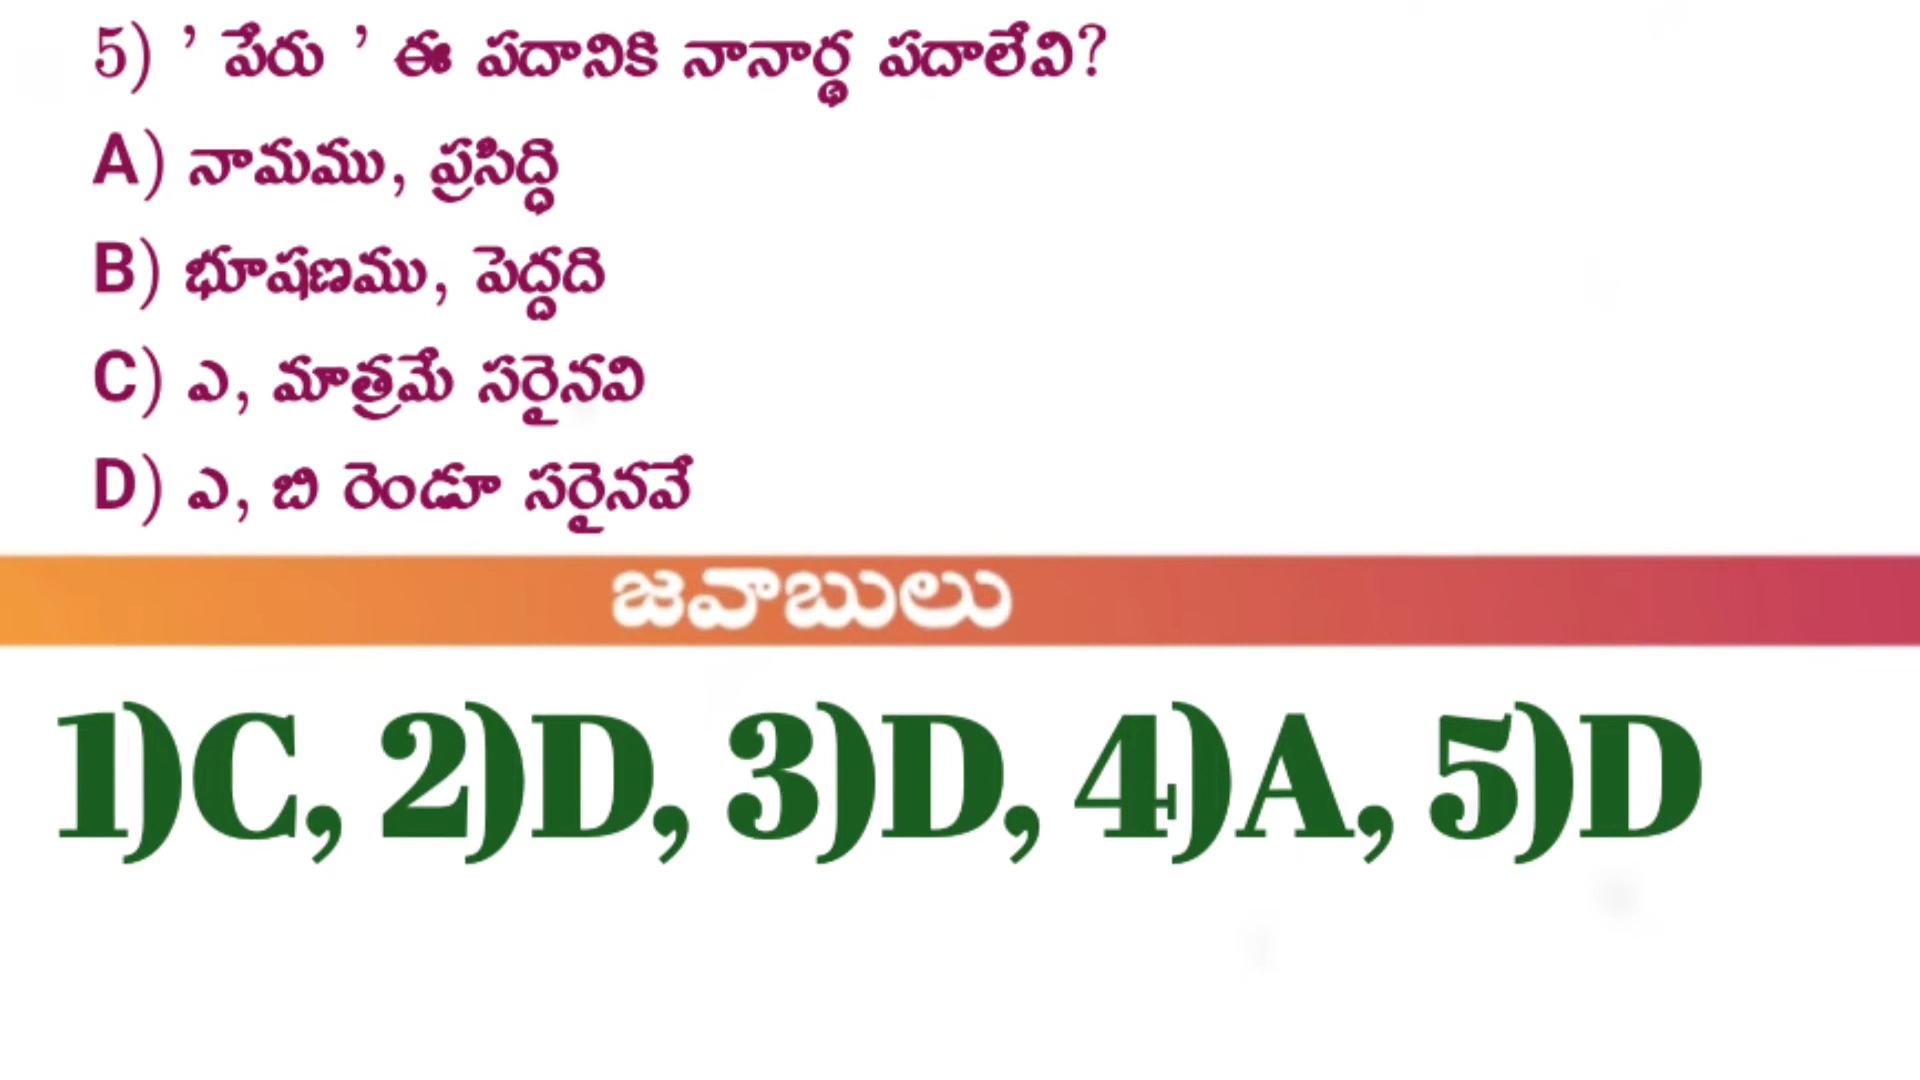 5) ’ పేరు ’ ఈ పదానికి నానార్థ పదాలేవి?
A) నామము, ప్రసిద్ధి
B) భూషణము, పెద్దది
C) ఎ, మాత్రమే సరైనవి
D) ఎ, బి రెండూ సరైనవే
జవాబులు
1)C, 2)D, 3)D, 4)A, 5)D